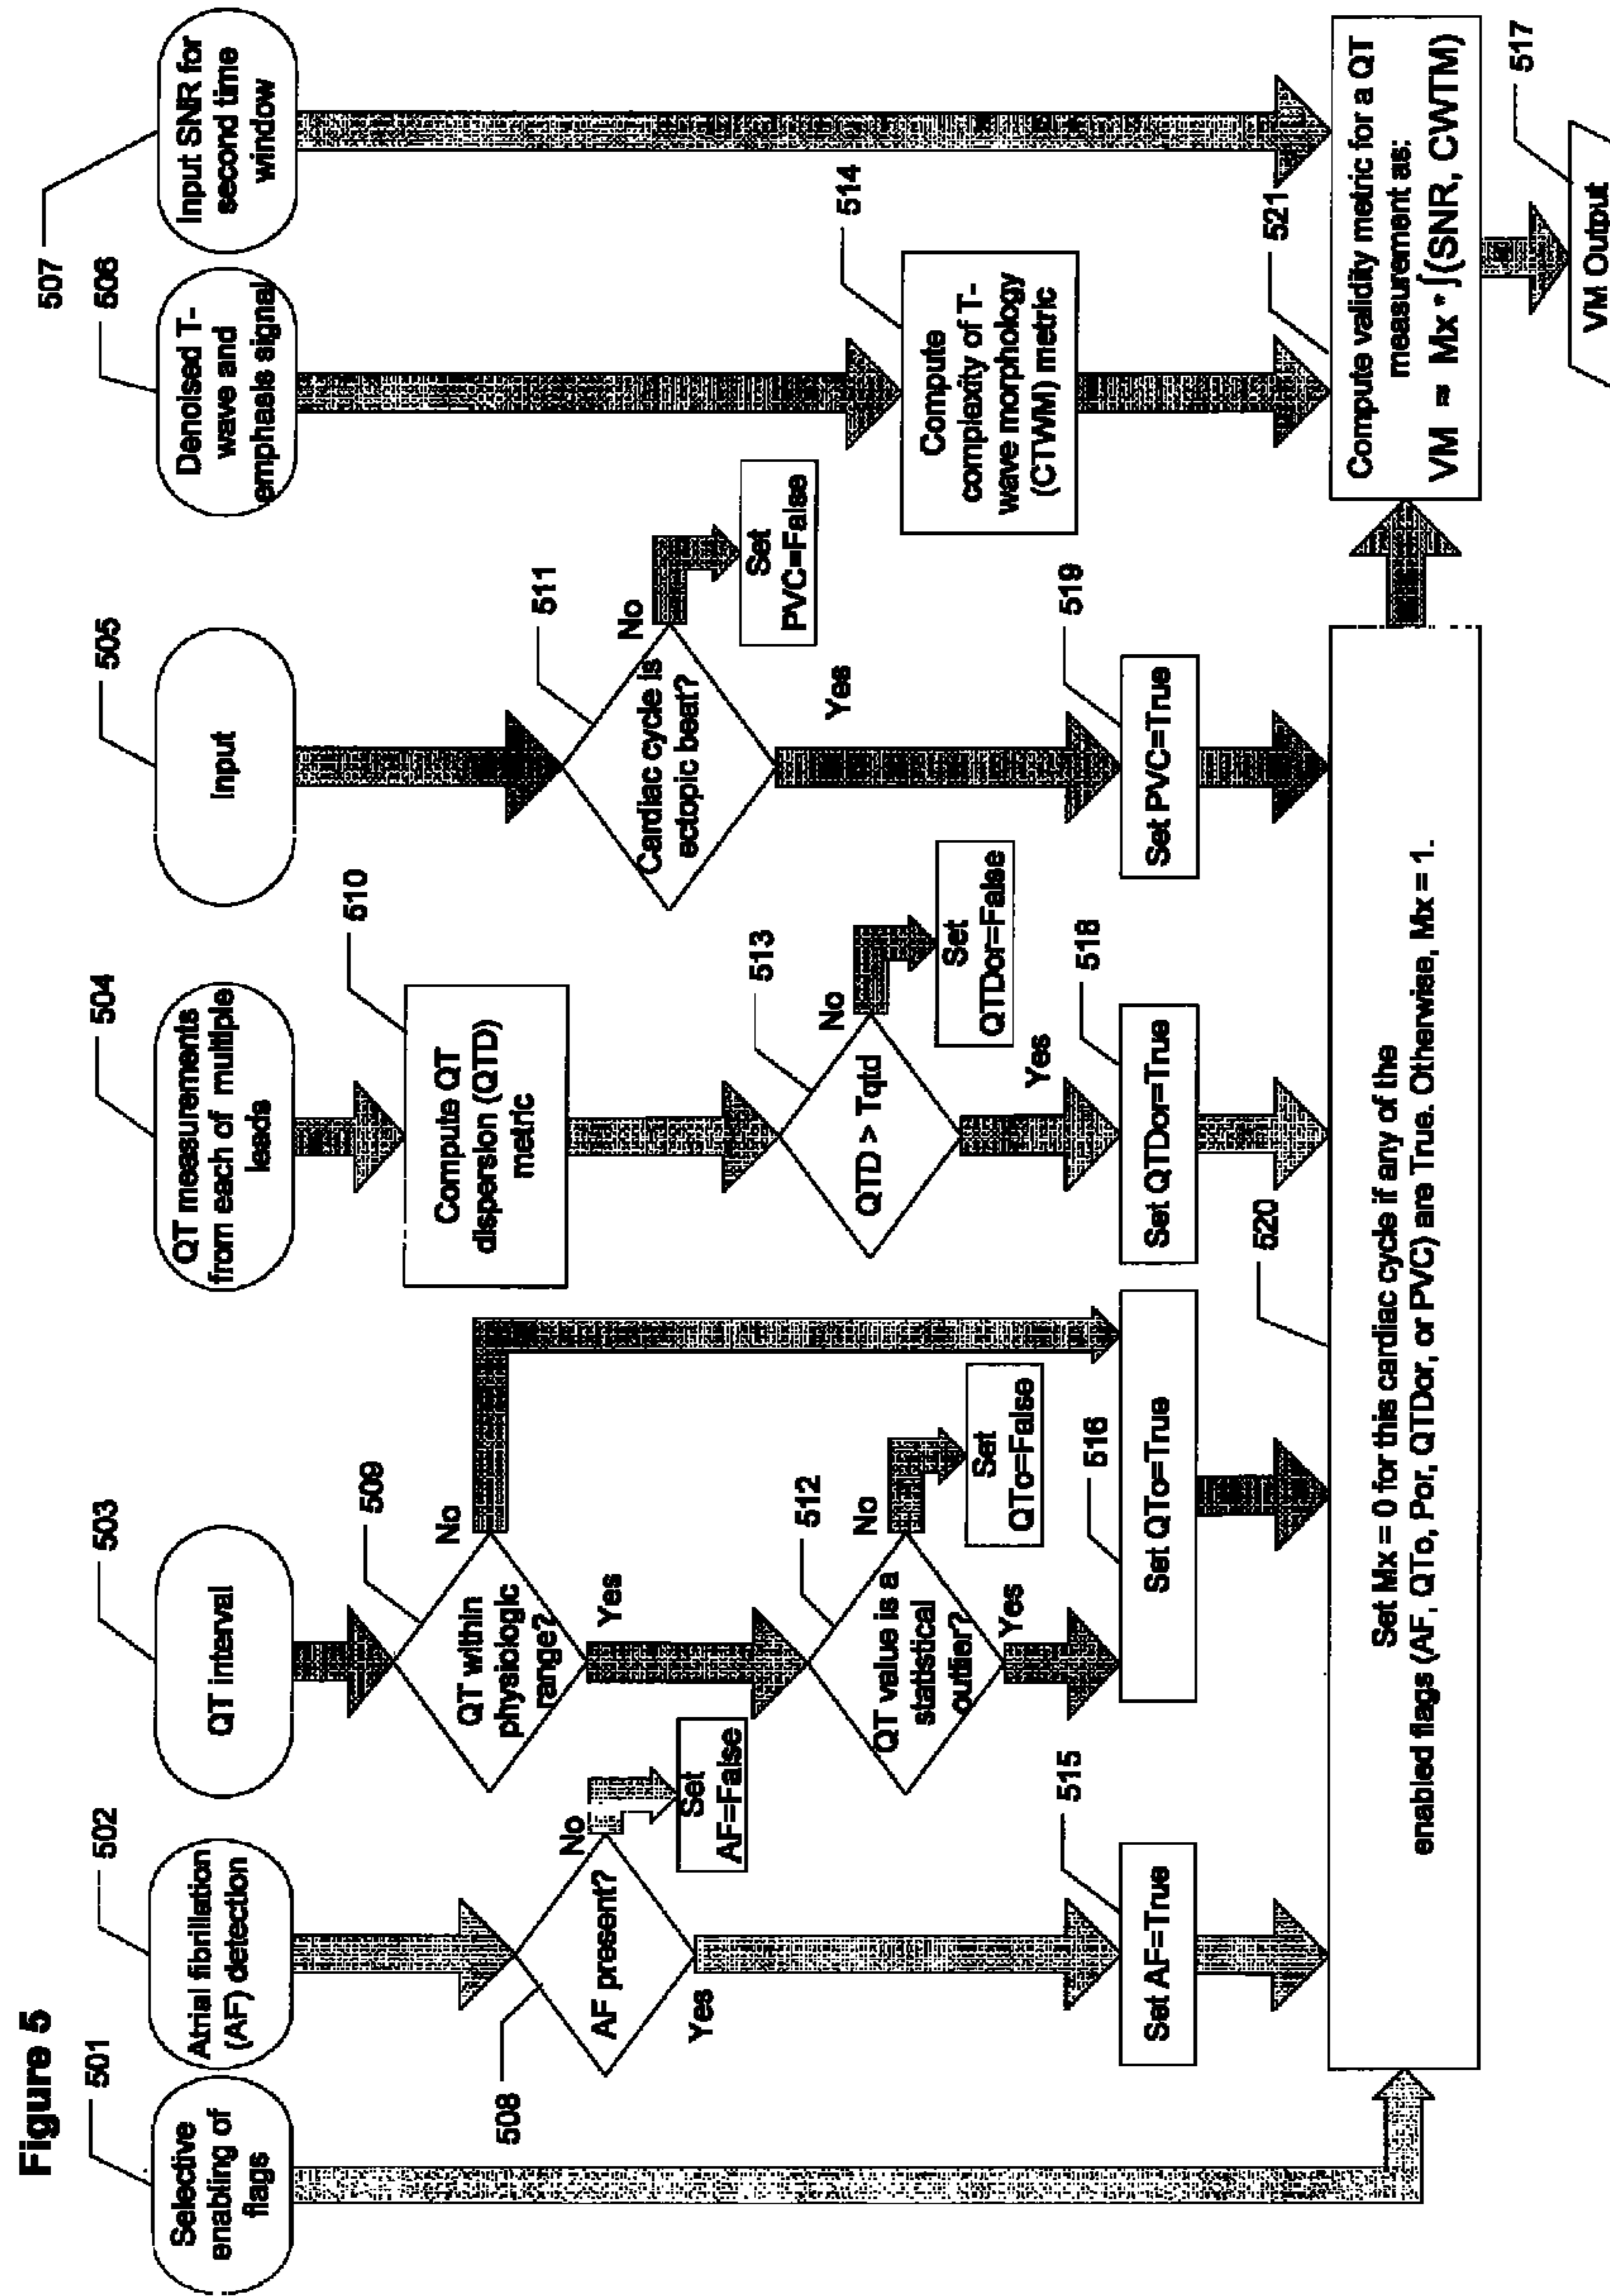 Figure 5
501
Selective
enabling of
flags
502
Atrial fibrillation
(AF) detection
503
QT interval
504
QT measurements
from each of multiple
leads
505
Input
506
Denoised T-
wave and
emphasis signal
507
Input SNR for
second time
window
508
AF present?
No
Set
AF=False
Yes
509
QT within
physiologic
range?
No
Yes
510
Compute QT
dispersion (QTD)
metric
511
Cardiac cycle is
ectopic beat?
No
Set
PVC=False
Yes
512
QT value is a
statistical
outlier?
No
Set
QTo=False
Yes
513
QTD > Tqtd
No
Set
QTDor=False
Yes
514
Compute
complexity of T-
wave morphology
(CTWM) metric
515
Set AF=True
516
Set QTo=True
518
Set QTDor=True
519
Set PVC=True
520
Set Mx = 0 for this cardiac cycle if any of the
enabled flags (AF, QTo, Por, QTDor, or PVC) are True. Otherwise, Mx = 1.
521
Compute validity metric for a QT
measurement as:
VM = Mx * ∫(SNR, CWTM)
517
VM Output